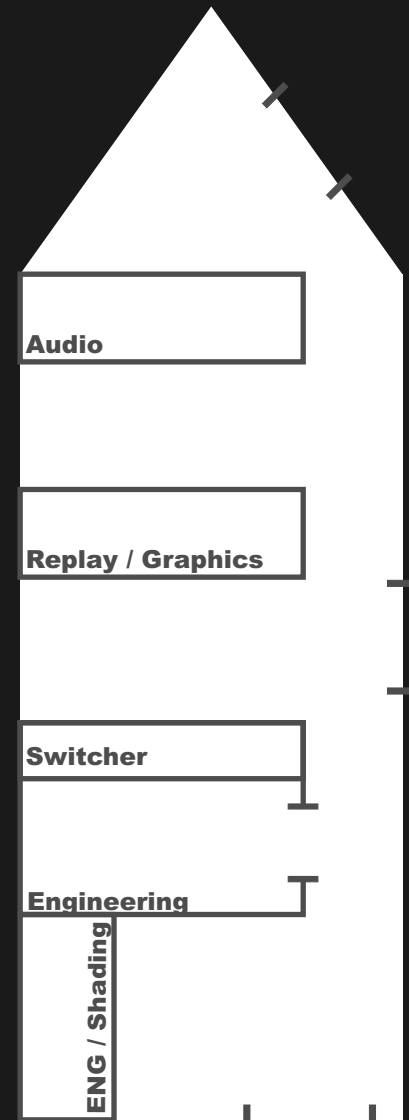 Audio
Replay / Graphics
Switcher
Engineering
ENG / Shading